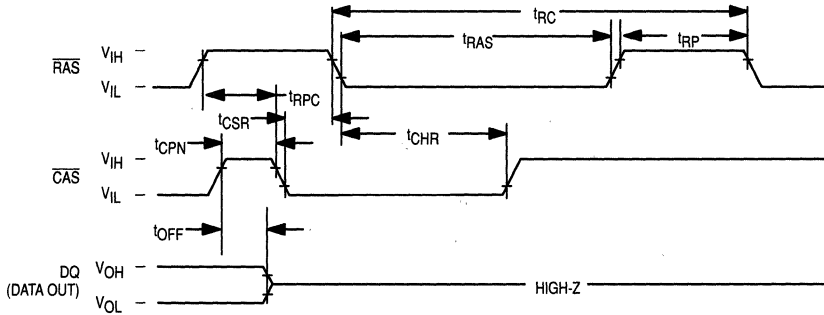 tRC
tRAS
tRP
RAS
VIH
VIL
tRPC
tCSR
tCHR
tCPN
CAS
VIH
VIL
tOFF
DQ
(DATA OUT)
VOH
VOL
HIGH-Z